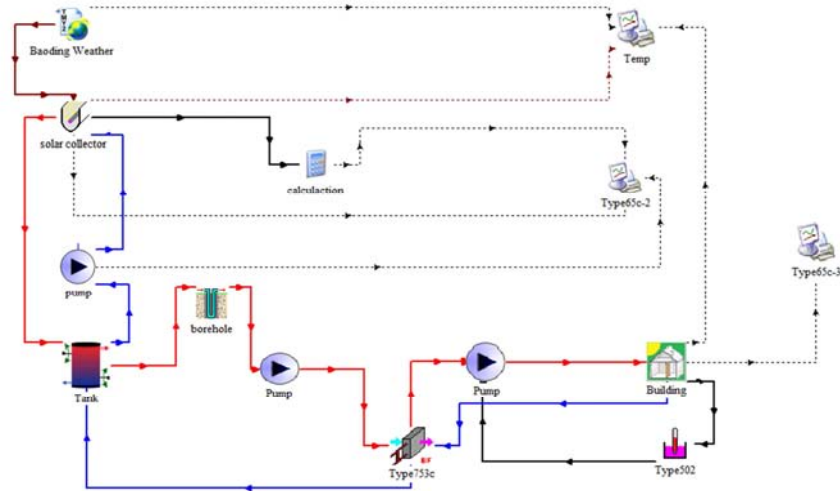 Baoding Weather
Temp
solar collector
calculaction
Type65c-2
Type65c-3
pump
borehole
Tank
Pump
Pump
Building
Type753c
Type502